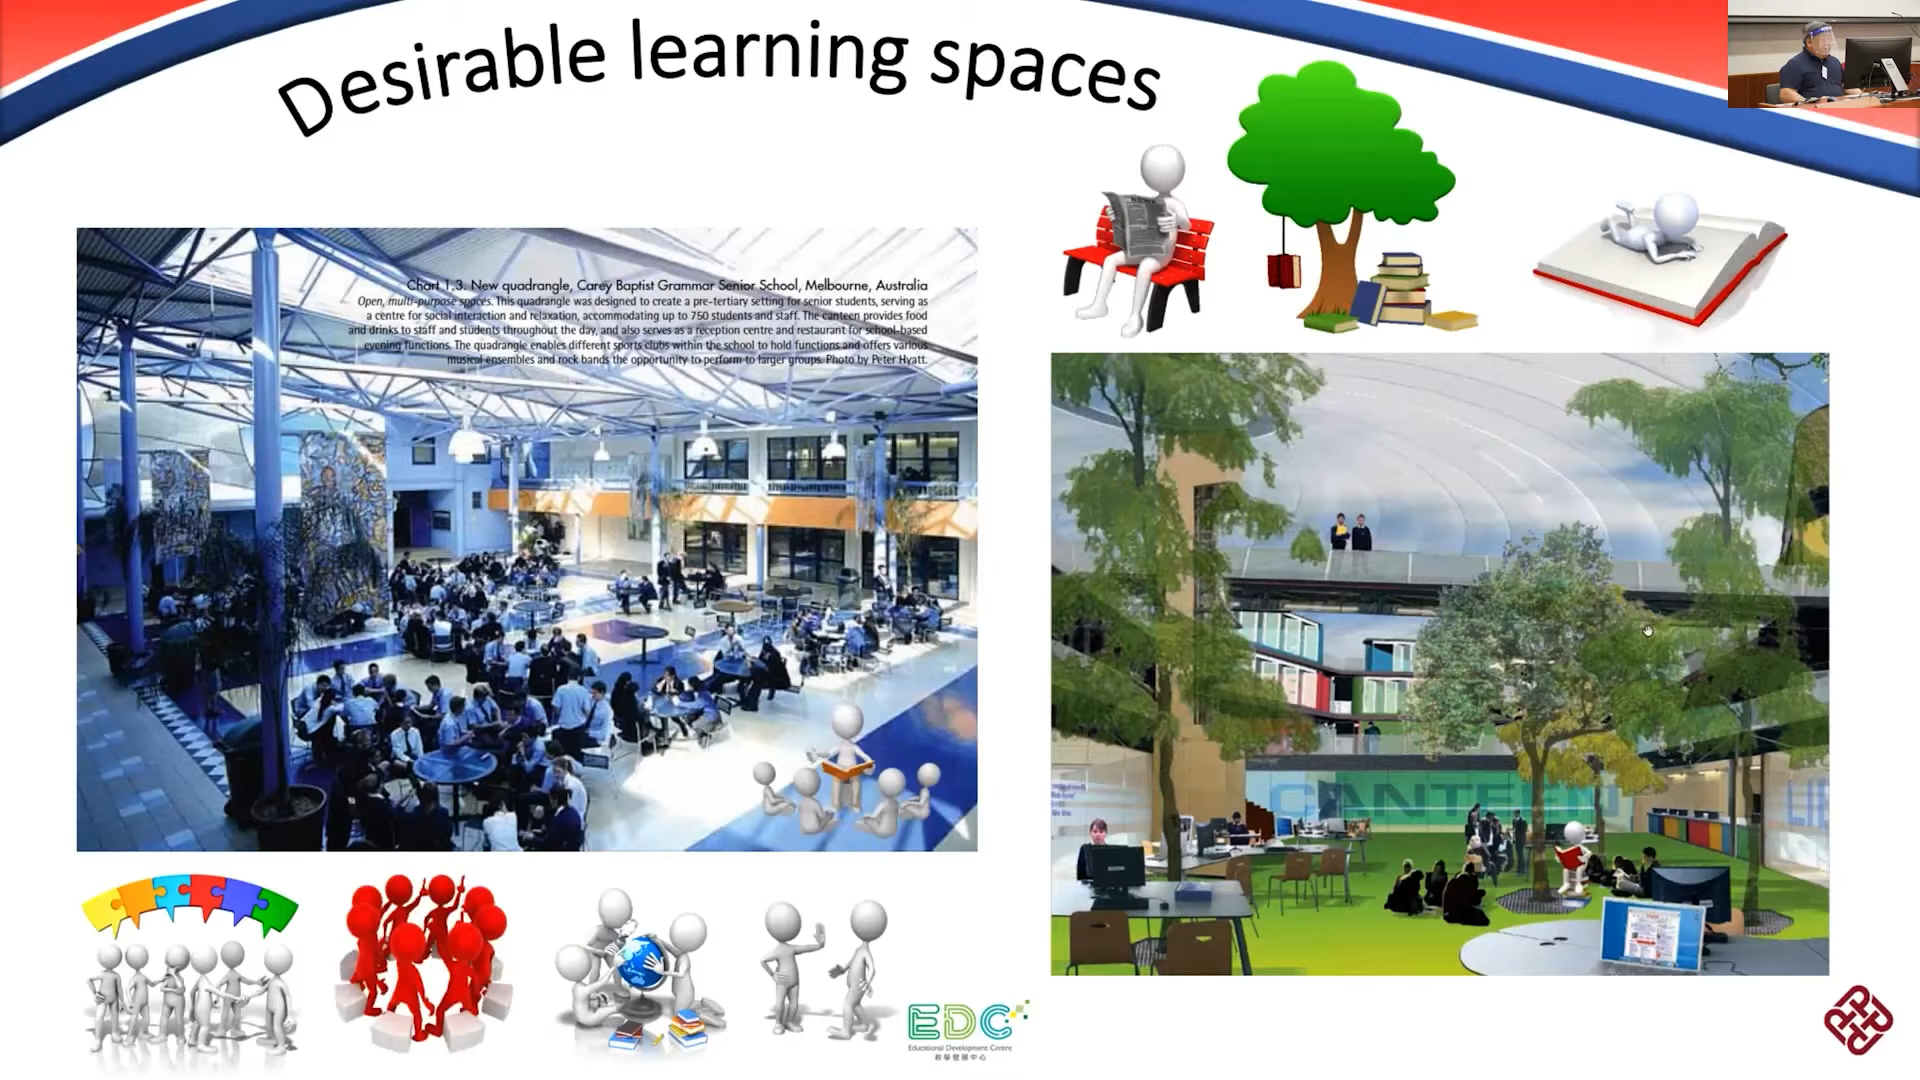 Desirable learning spaces
Chart 1.3. New quadrangle, Carey Baptist Grammar Senior School, Melbourne, Australia
Open, multi-purpose spaces. This quadrangle was designed to create a pre-tertiary setting for senior students, serving as
a centre for social interaction and relaxation, accommodating up to 750 students and staff. The canteen provides food
and drinks to staff and students throughout the day, and also serves as a reception centre and restaurant for school-based
evening functions. The quadrangle enables different sports clubs within the school to hold functions and offers various
musical ensembles and rock bands the opportunity to perform to larger groups. Photo by Peter Hyatt.
NEWS
CANTEEN
EDC
Educational Development Centre
教學發展中心